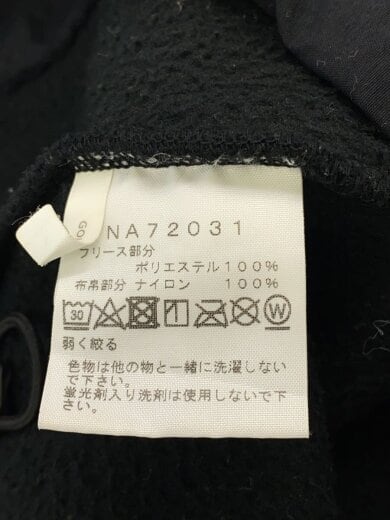 GO
NA72031
フリース部分
ポリエステル100%
布帛部分 ナイロン 100%
30 W
弱く絞る
色物は他の物と一緒に洗濯しない
で下さい。
蛍光剤入り洗剤は使用しないで下
さい。